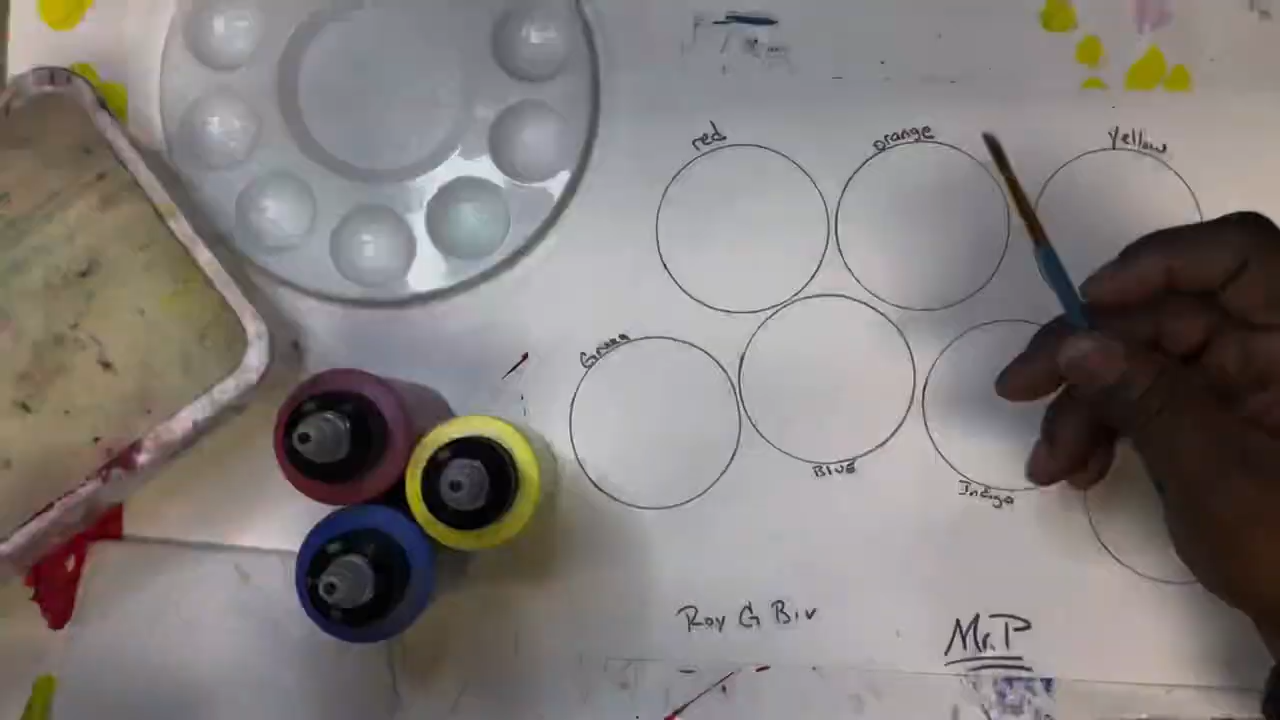 red
orange
Yellow
Green
BLUE
Indigo
Roy G Biv
Mr. P